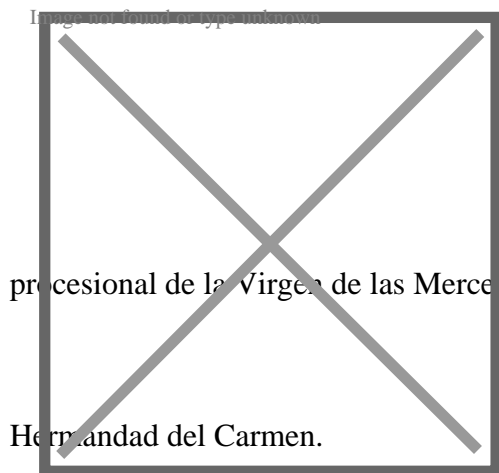 Image not found or type unknown
procesional de la Virgen de las Merce
Hermandad del Carmen.